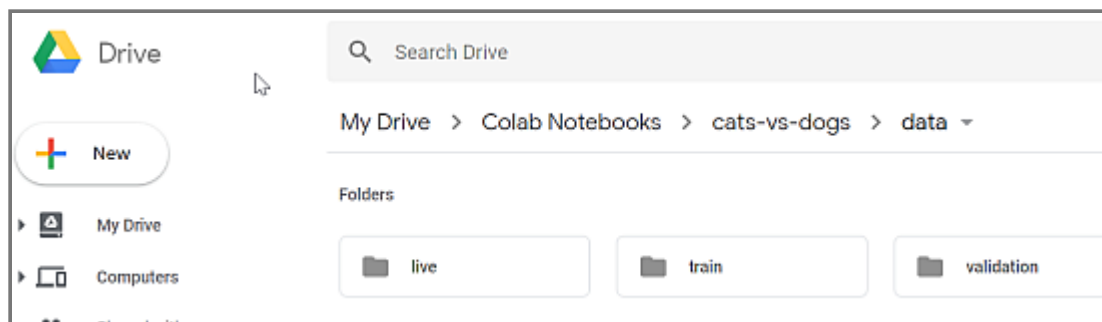 Drive
Search Drive
My Drive > Colab Notebooks > cats-vs-dogs > data
New
Folders
My Drive
live
train
validation
Computers